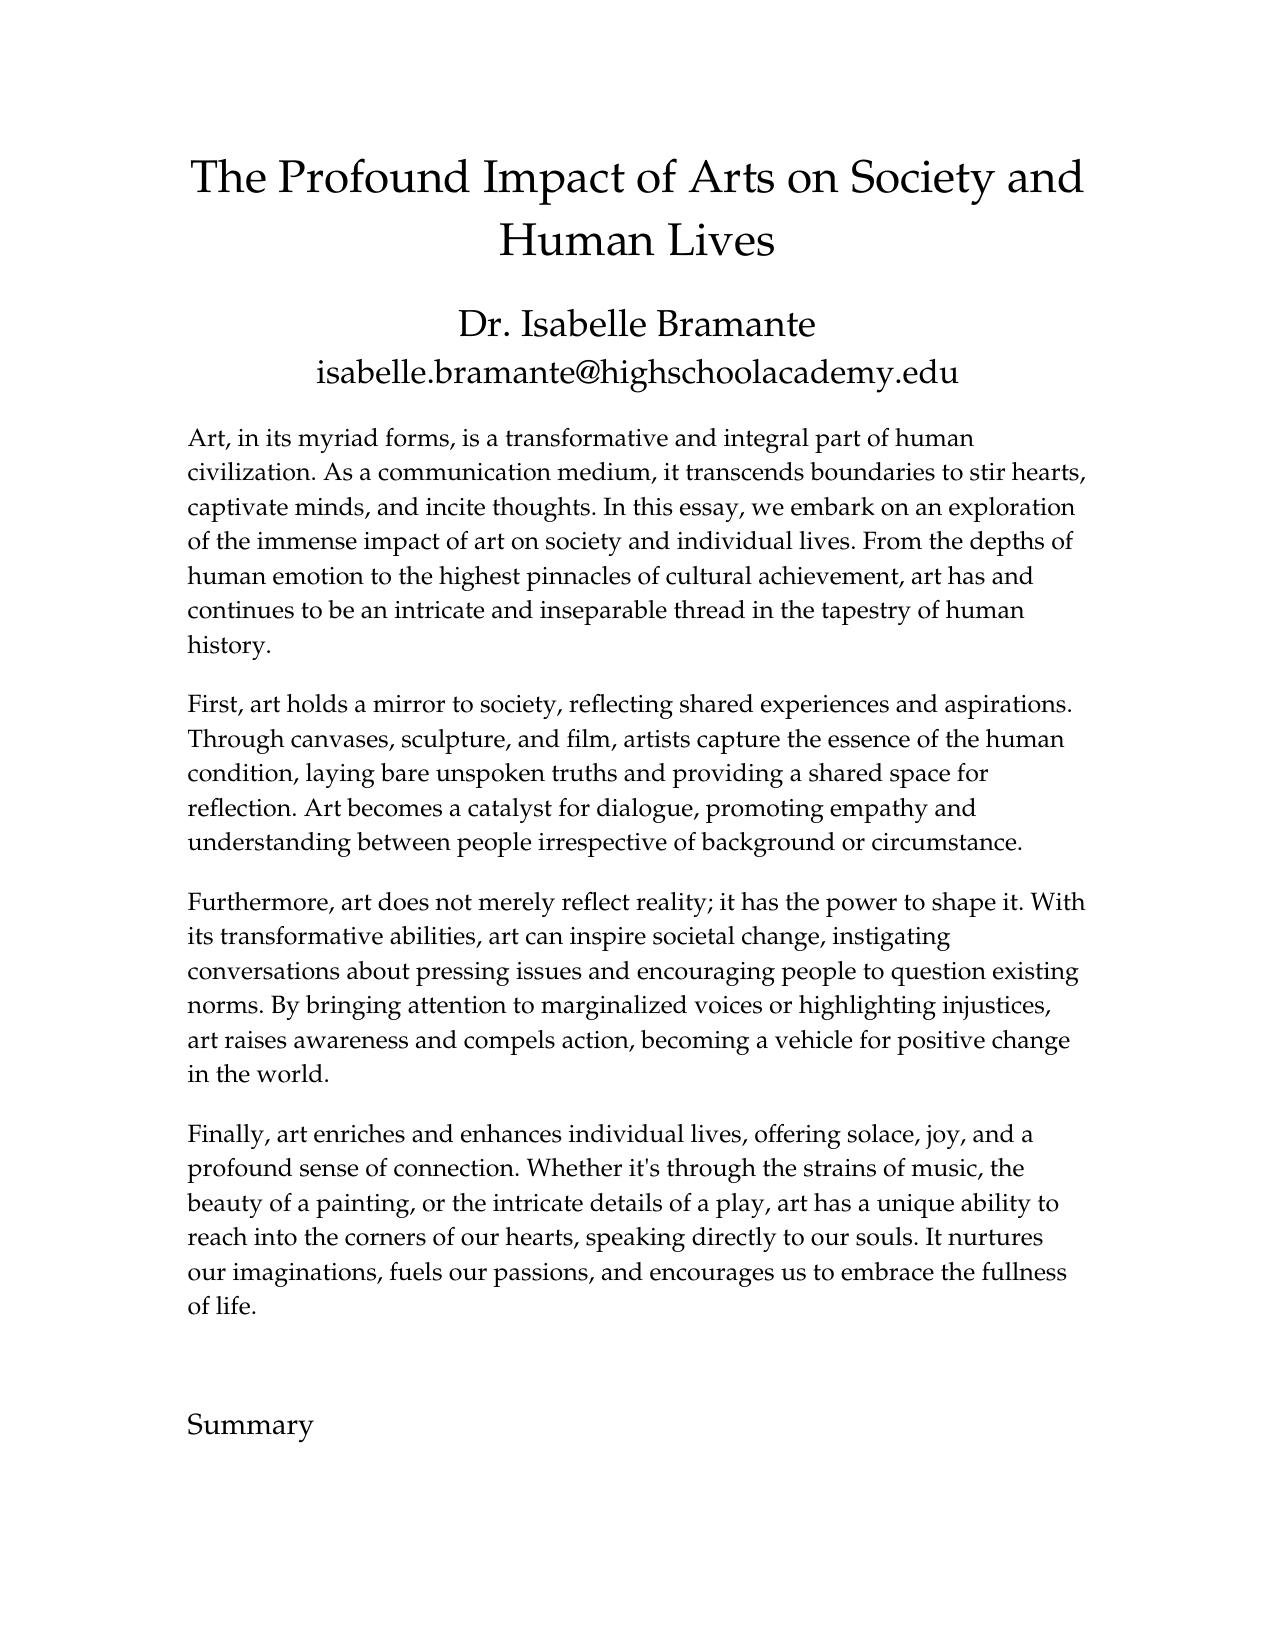 The Profound Impact of Arts on Society and
Human Lives
Dr. Isabelle Bramante
isabelle.bramante@highschoolacademy.edu
Art, in its myriad forms, is a transformative and integral part of human
civilization. As a communication medium, it transcends boundaries to stir hearts,
captivate minds, and incite thoughts. In this essay, we embark on an exploration
of the immense impact of art on society and individual lives. From the depths of
human emotion to the highest pinnacles of cultural achievement, art has and
continues to be an intricate and inseparable thread in the tapestry of human
history.
First, art holds a mirror to society, reflecting shared experiences and aspirations.
Through canvases, sculpture, and film, artists capture the essence of the human
condition, laying bare unspoken truths and providing a shared space for
reflection. Art becomes a catalyst for dialogue, promoting empathy and
understanding between people irrespective of background or circumstance.
Furthermore, art does not merely reflect reality; it has the power to shape it. With
its transformative abilities, art can inspire societal change, instigating
conversations about pressing issues and encouraging people to question existing
norms. By bringing attention to marginalized voices or highlighting injustices,
art raises awareness and compels action, becoming a vehicle for positive change
in the world.
Finally, art enriches and enhances individual lives, offering solace, joy, and a
profound sense of connection. Whether it's through the strains of music, the
beauty of a painting, or the intricate details of a play, art has a unique ability to
reach into the corners of our hearts, speaking directly to our souls. It nurtures
our imaginations, fuels our passions, and encourages us to embrace the fullness
of life.
Summary